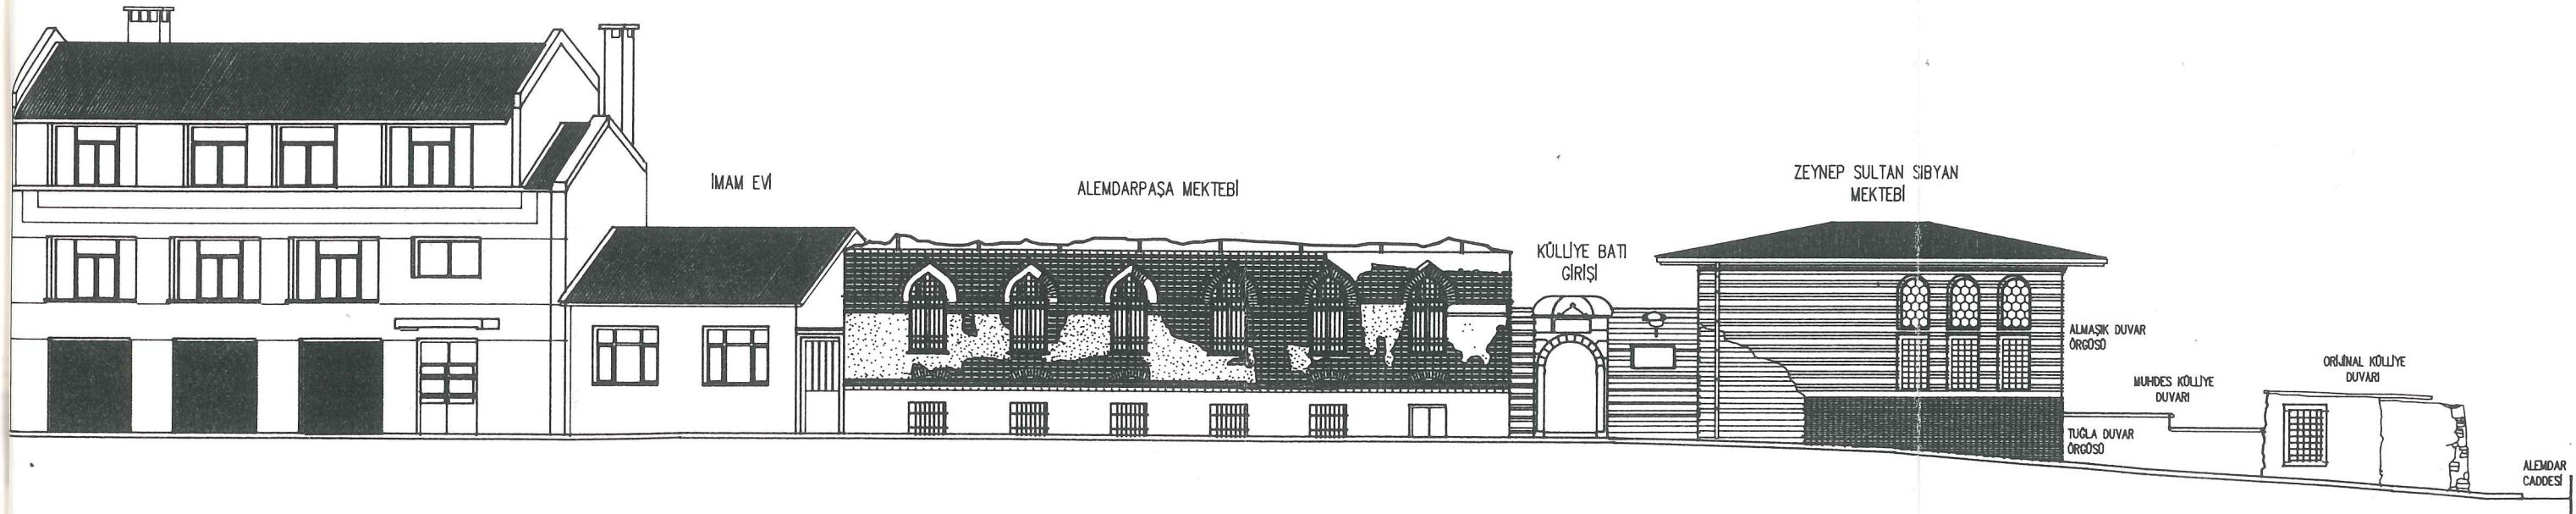 İMAM EVİ
ALEMDARPAŞA MEKTEBİ
KÜLLİYE BATI
GİRİŞİ
ZEYNEP SULTAN SIBYAN
MEKTEBİ
ALMAŞIK DUVAR
ÖRGÜSÜ
TUĞLA DUVAR
ÖRGÜSÜ
MUHDES KÜLLİYE
DUVARI
ORİJİNAL KÜLLİYE
DUVARI
ALEMDAR
CADDESİ